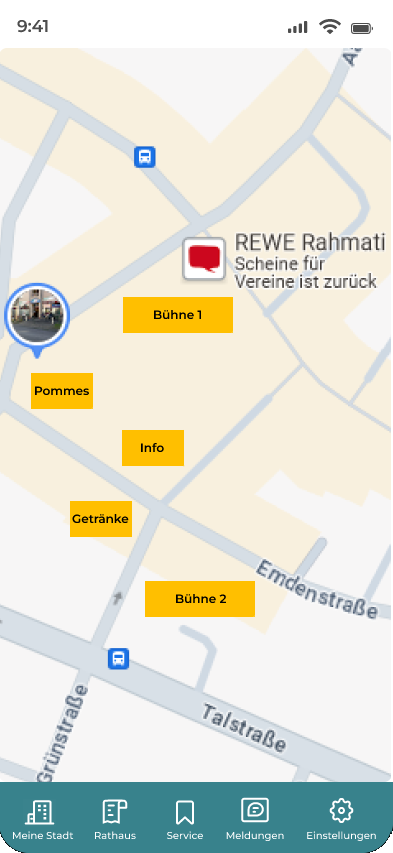 9:41
REWE Rahmati
Scheine für
Vereine ist zurück
Bühne 1
Pommes
Info
Getränke
Bühne 2
Emdenstraße
Talstraße
Grünstraße
Meine Stadt
Rathaus
Service
Meldungen
Einstellungen